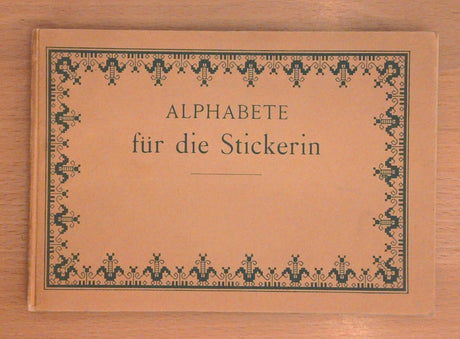 ALPHABETE
für die Stickerin